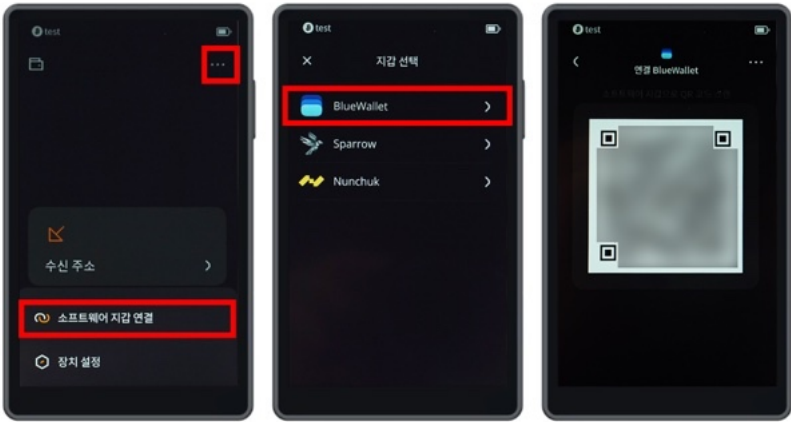 test
수신 주소
소프트웨어 지갑 연결
장치 설정
test
지갑 선택
BlueWallet
Sparrow
Nunchuk
test
연결 BlueWallet